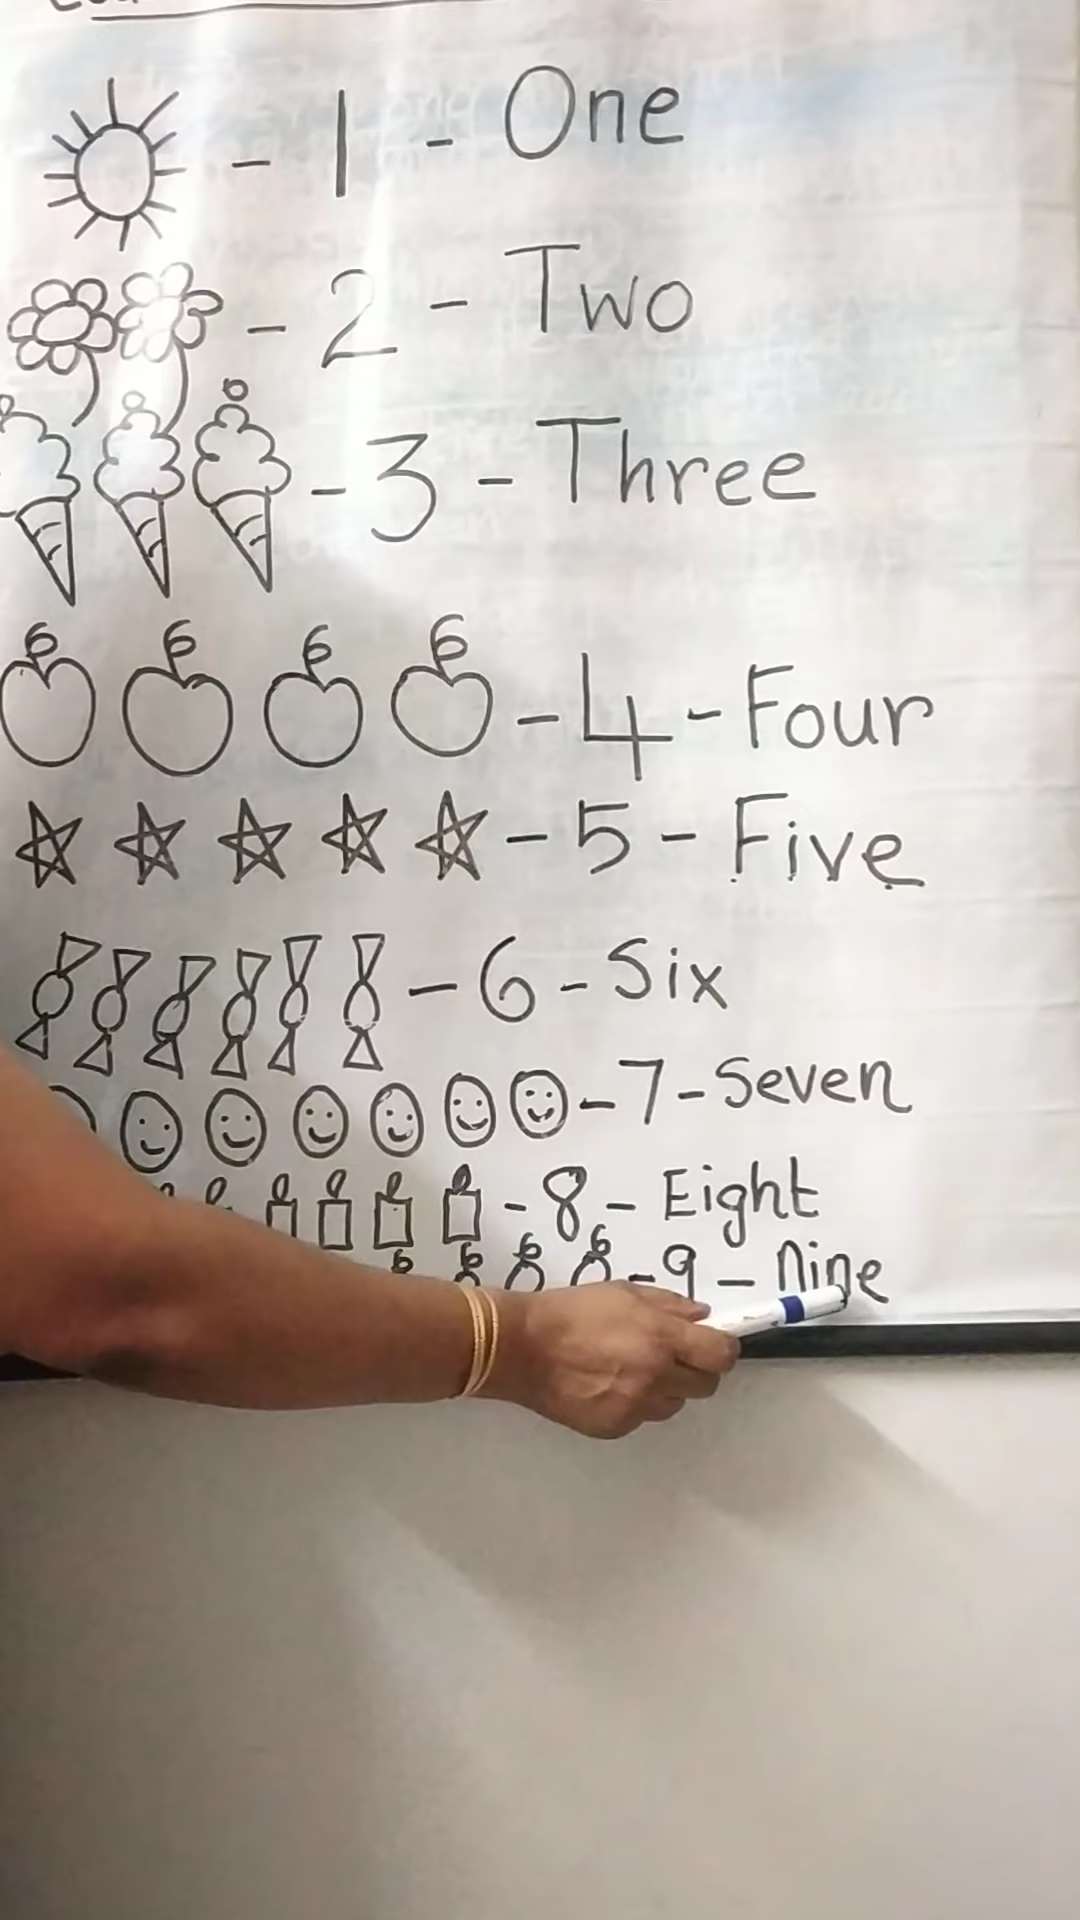 - 1 - One
- 2 - Two
- 3 - Three
- 4 - Four
- 5 - Five
- 6 - Six
- 7 - Seven
- 8 - Eight
- 9 - Nine